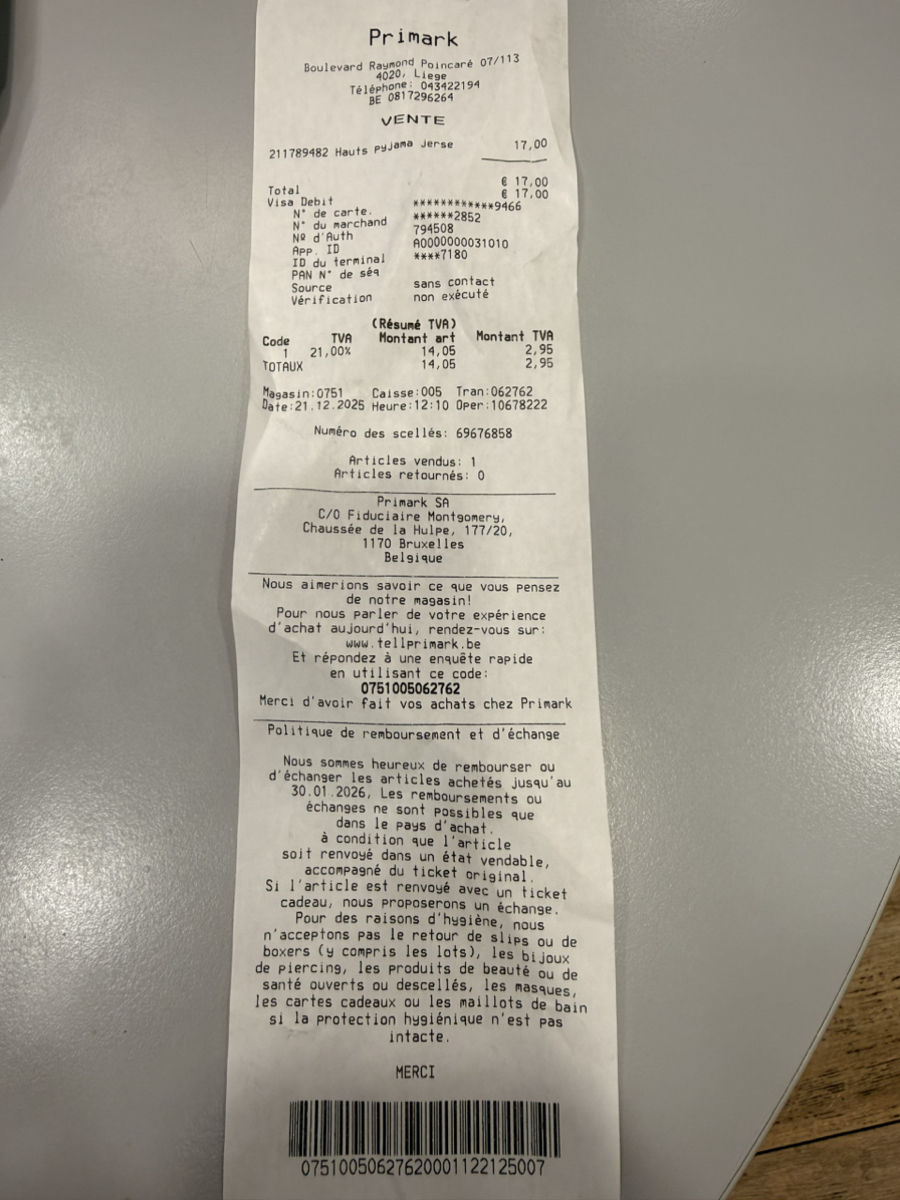 Primark
Boulevard Raymond Poincaré 07/113
4020, Liege
Téléphone: 043422194
BE 0817296264
VENTE
211789482 Hauts pyjama Jerse 17,00
€ 17,00
Total € 17,00
Visa Debit
N° de carte. ************9466
N° du marchand ******2852
Nº d'Auth 794508
App. ID A0000000031010
ID du terminal ****7180
PAN N° de séq
Source sans contact
Vérification non exécuté
(Résumé TVA)
Code TVA Montant art Montant TVA
1 21,00% 14,05 2,95
TOTAUX 14,05 2,95
Magasin:0751 Caisse:005 Tran:062762
Date:21.12.2025 Heure:12:10 Oper:10678222
Numéro des scellés: 69676858
Articles vendus: 1
Articles retournés: 0
Primark SA
C/O Fiduciaire Montgomery,
Chaussée de la Hulpe, 177/20,
1170 Bruxelles
Belgique
Nous aimerions savoir ce que vous pensez
de notre magasin!
Pour nous parler de votre expérience
d'achat aujourd'hui, rendez-vous sur:
www.tellprimark.be
Et répondez à une enquête rapide
en utilisant ce code:
0751005062762
Merci d'avoir fait vos achats chez Primark
Politique de remboursement et d'échange
Nous sommes heureux de rembourser ou
d'échanger les articles achetés jusqu'au
30.01.2026, Les remboursements ou
échanges ne sont possibles que
dans le pays d'achat.
à condition que l'article
soit renvoyé dans un état vendable,
accompagné du ticket original.
Si l'article est renvoyé avec un ticket
cadeau, nous proposerons un échange.
Pour des raisons d'hygiène, nous
n'acceptons pas le retour de slips ou de
boxers (y compris les lots), les bijoux
de piercing, les produits de beauté ou de
santé ouverts ou descellés, les masques,
les cartes cadeaux ou les maillots de bain
si la protection hygiénique n'est pas
intacte.
MERCI
07510050627620001122125007